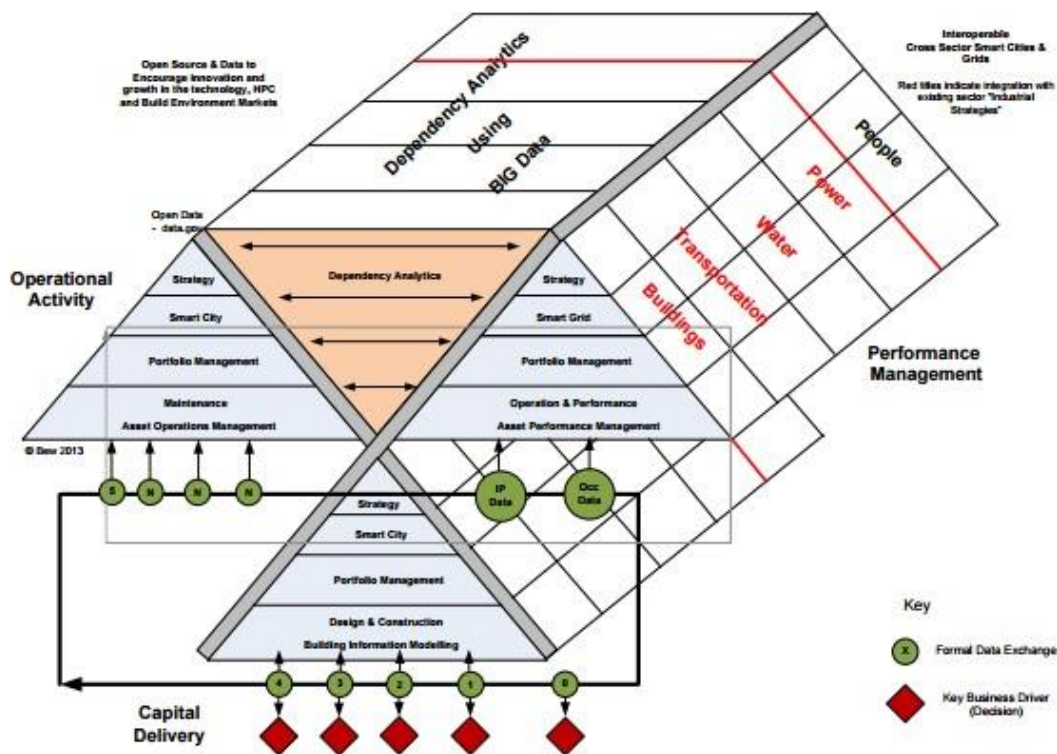 Open Source & Data to
Encourage Innovation and
growth in the technology, HPC
and Build Environment Markets
Interoperable
Cross Sector Smart Cities &
Grids
Red titles indicate integration with
existing sector "Industrial
Strategies"
Dependency Analytics
Using
BIG Data
People
Power
Water
Transportation
Buildings
Open Data
- data.gov
Operational
Activity
Performance
Management
Dependency Analytics
Strategy
Smart City
Portfolio Management
Maintenance
Asset Operations Management
Strategy
Smart Grid
Portfolio Management
Operation & Performance
Asset Performance Management
© Bew 2013
5
N
N
N
IP
Data
Occ
Data
Strategy
Smart City
Portfolio Management
Design & Construction
Building Information Modelling
4
3
2
1
0
Capital
Delivery
Key
X
Formal Data Exchange
Key Business Driver
(Decision)